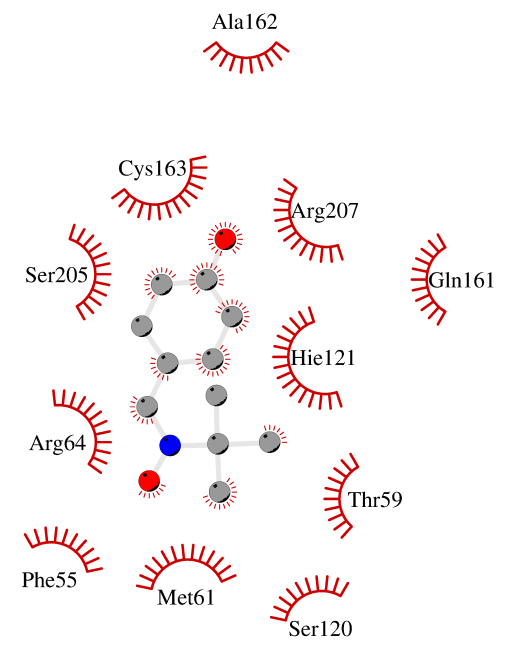 Ala162
Cys163
Arg207
Ser205
Gln161
Hie121
Arg64
Thr59
Phe55
Met61
Ser120